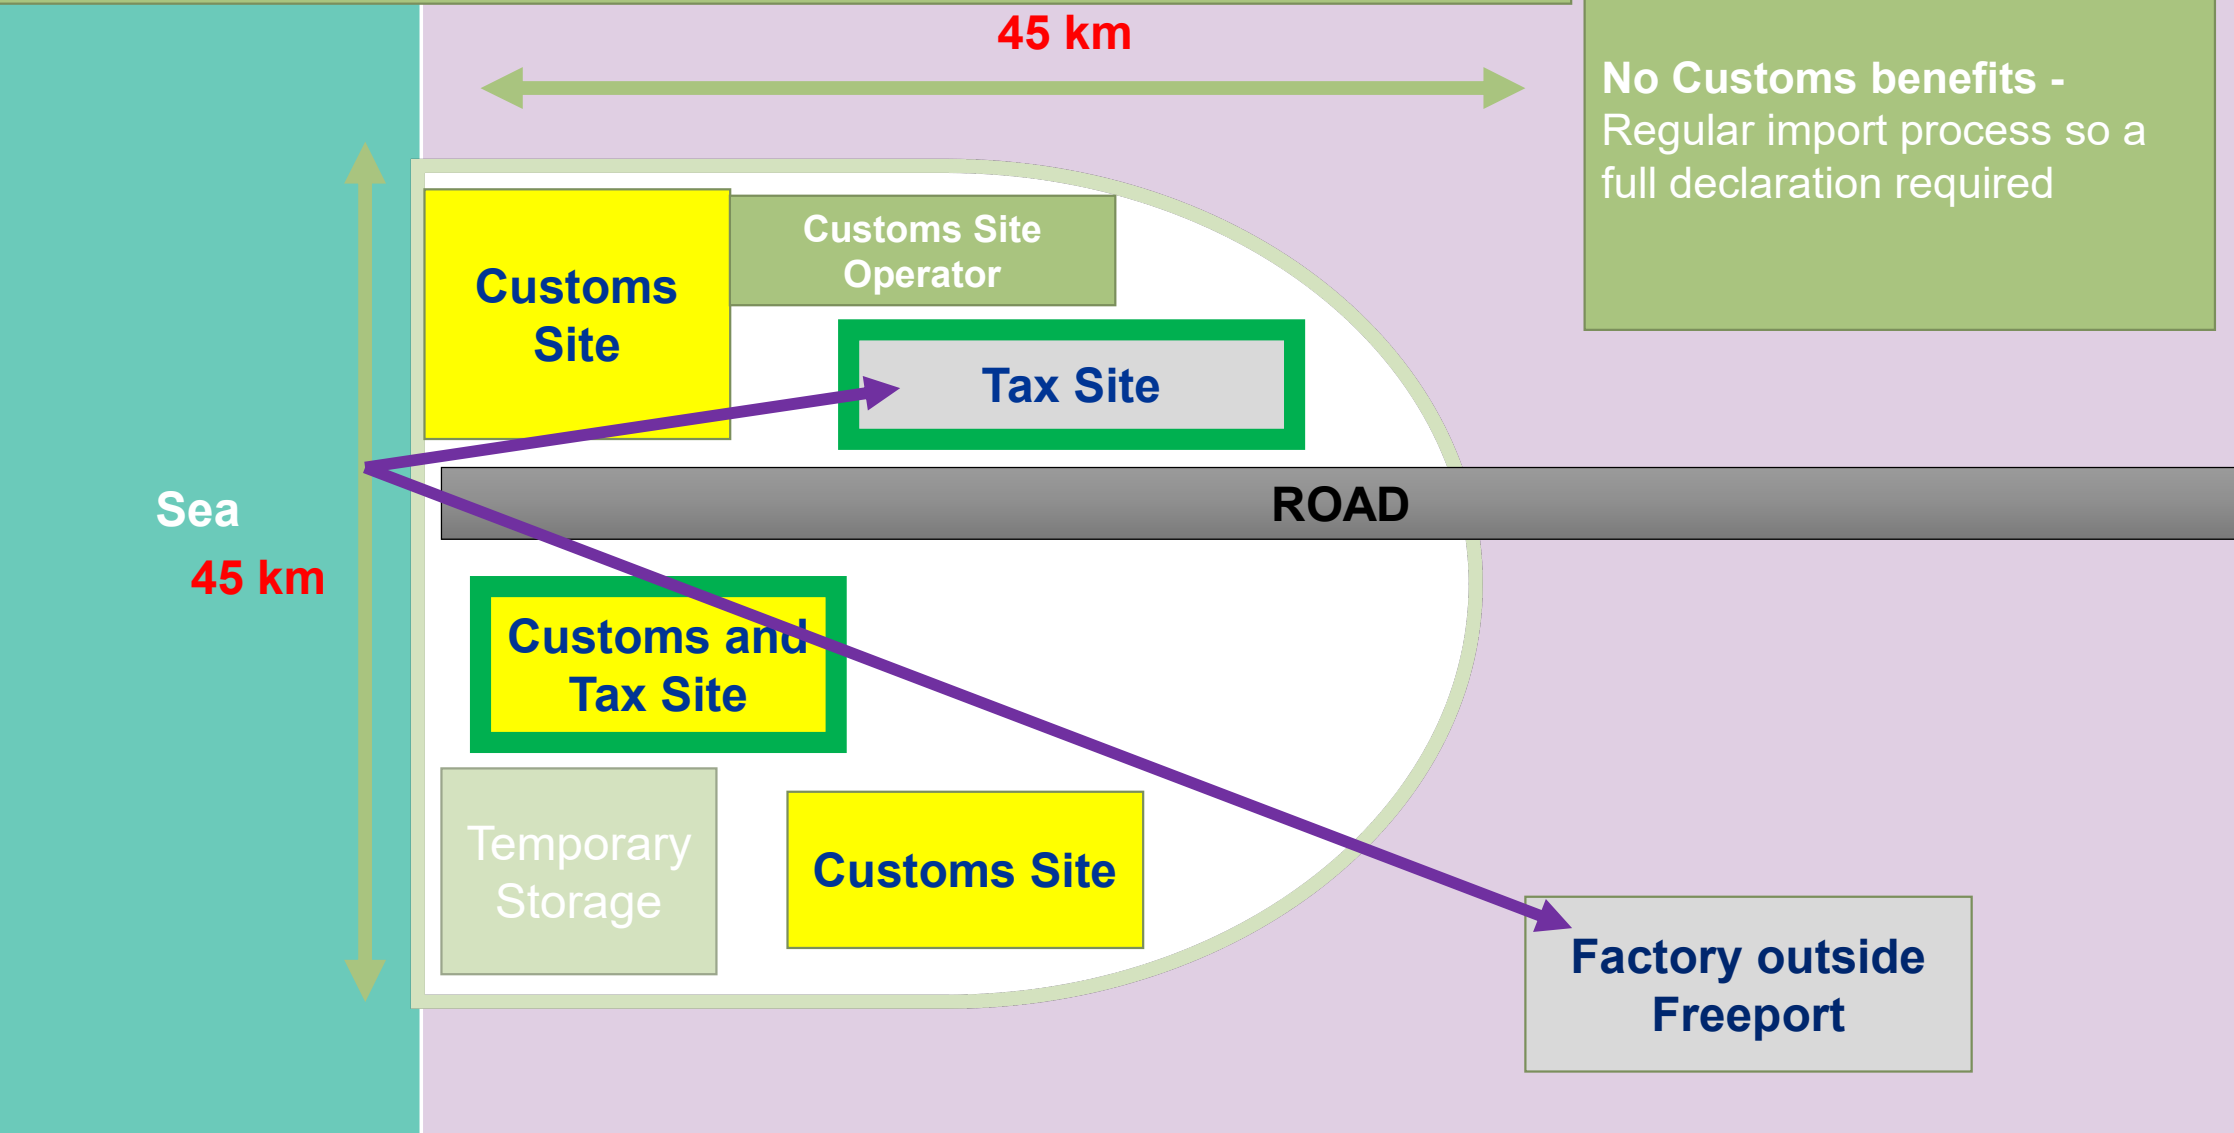 45 km
No Customs benefits -
Regular import process so a
full declaration required
Customs
Site
Customs Site
Operator
Tax Site
ROAD
Sea
45 km
Customs and
Tax Site
Temporary
Storage
Customs Site
Factory outside
Freeport